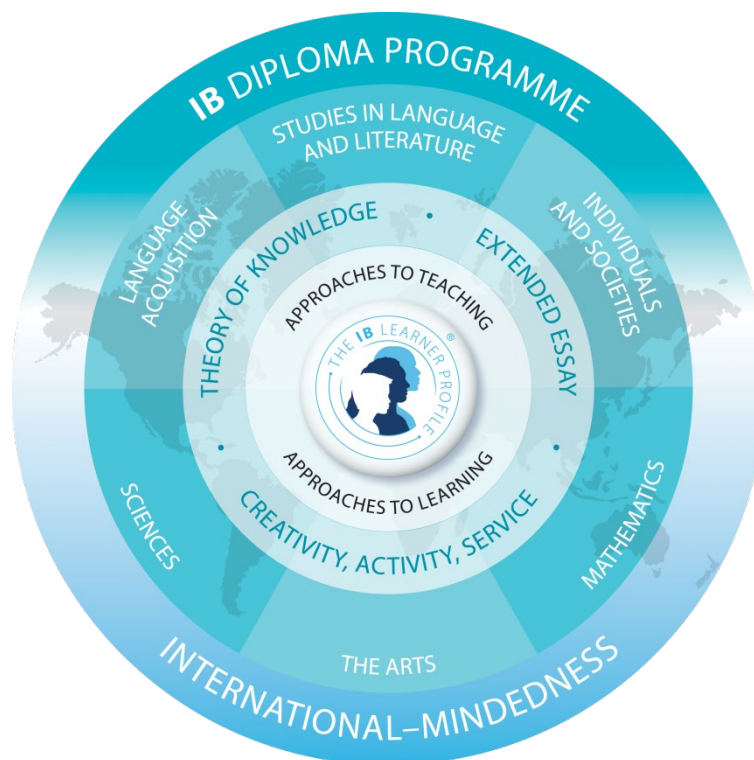 IB DIPLOMA PROGRAMME
STUDIES IN LANGUAGE
AND LITERATURE
LANGUAGE
ACQUISITION
INDIVIDUALS
AND SOCIETIES
THEORY OF KNOWLEDGE
•
EXTENDED ESSAY
APPROACHES TO TEACHING
THE IB LEARNER PROFILE
®
APPROACHES TO LEARNING
•
CREATIVITY, ACTIVITY, SERVICE
•
SCIENCES
MATHEMATICS
THE ARTS
INTERNATIONAL–MINDEDNESS